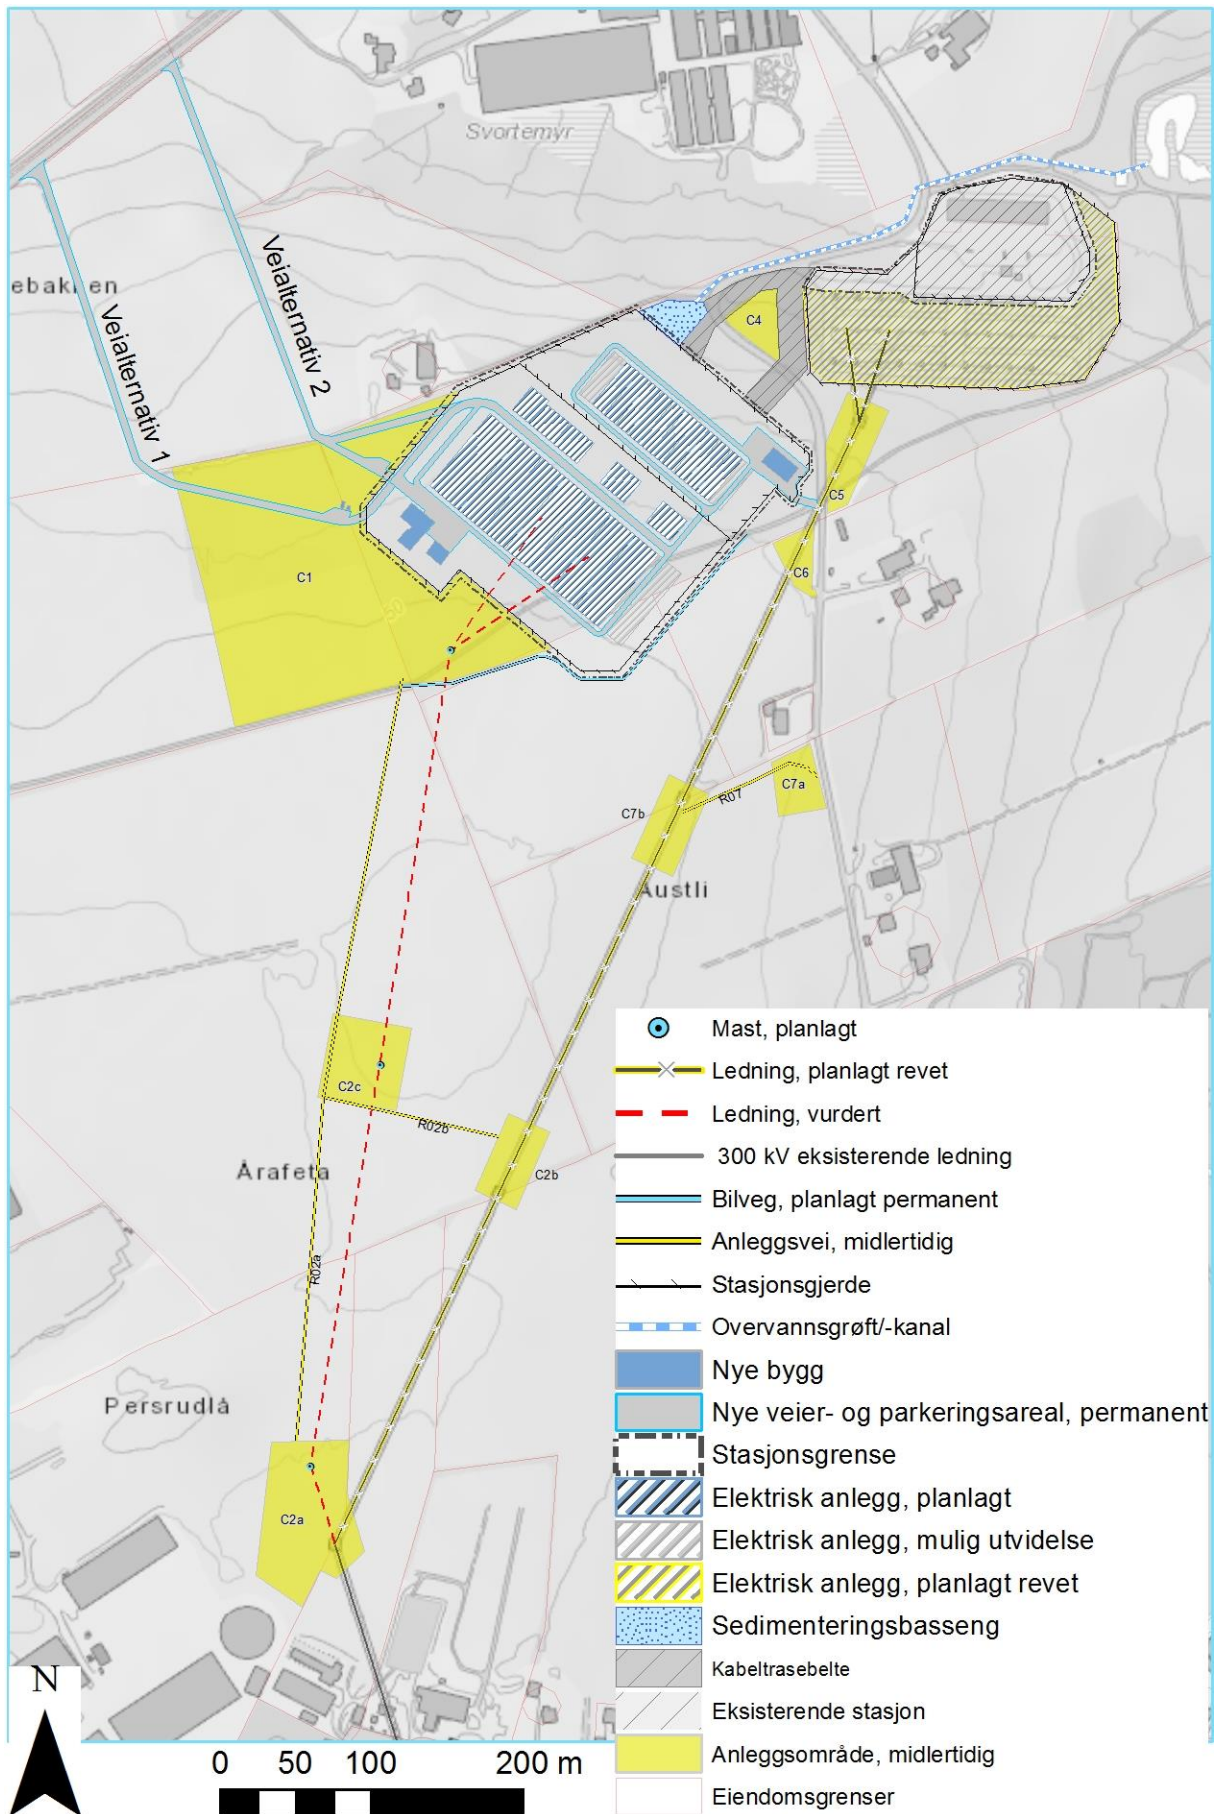 Svortemyr
ebakken
Veialternativ 2
Veialternativ 1
C4
C5
C1
50
C6
C7a
R07
C7b
Austli
C2c
R02b
C2b
Årafeta
R02a
Persrudlå
C2a
Mast, planlagt
Ledning, planlagt revet
Ledning, vurdert
300 kV eksisterende ledning
Bilveg, planlagt permanent
Anleggsvei, midlertidig
Stasjonsgjerde
Overvannsgrøft/-kanal
Nye bygg
Nye veier- og parkeringsareal, permanent
Stasjonsgrense
Elektrisk anlegg, planlagt
Elektrisk anlegg, mulig utvidelse
Elektrisk anlegg, planlagt revet
Sedimenteringsbasseng
Kabeltrasebelte
Eksisterende stasjon
Anleggsområde, midlertidig
Eiendomsgrenser
N
0 50 100 200 m